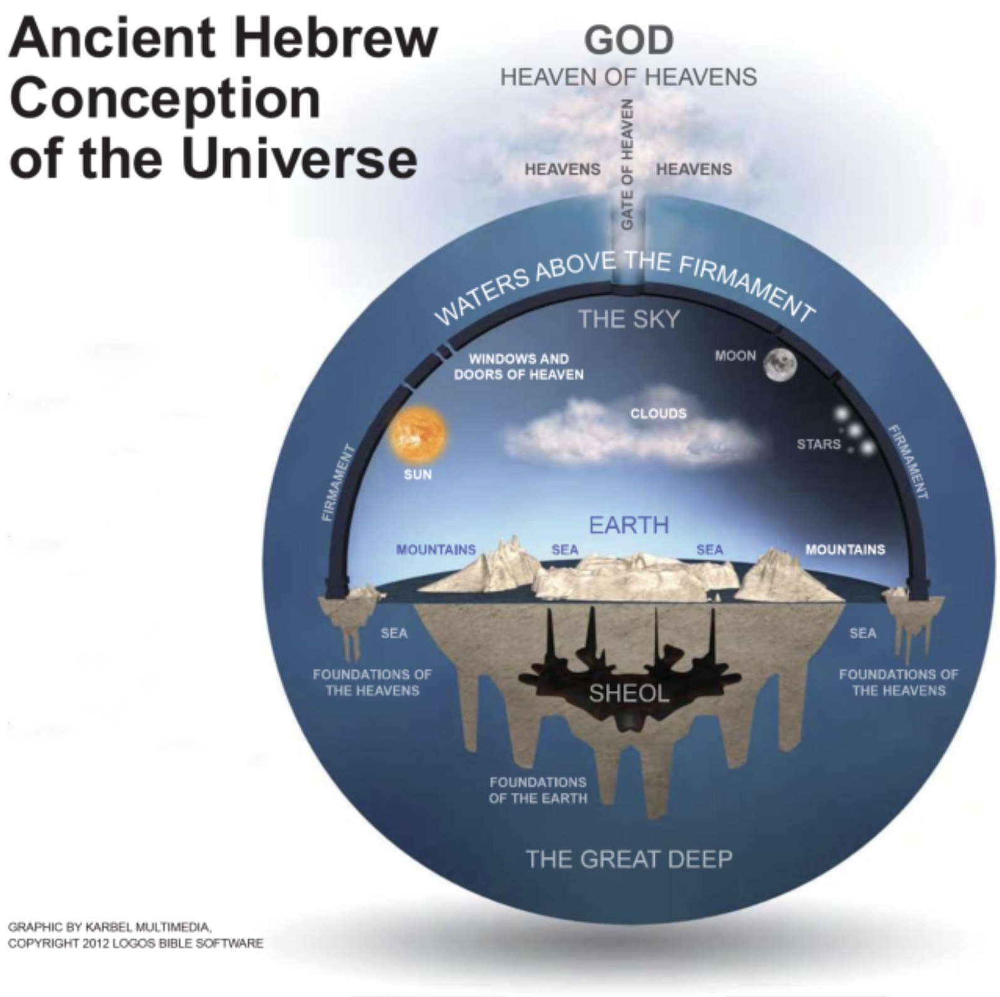 Ancient Hebrew
Conception
of the Universe
GOD
HEAVEN OF HEAVENS
GATE OF HEAVEN
HEAVENS
HEAVENS
WATERS ABOVE THE FIRMAMENT
THE SKY
WINDOWS AND
DOORS OF HEAVEN
MOON
CLOUDS
STARS
SUN
FIRMAMENT
FIRMAMENT
EARTH
MOUNTAINS
SEA
SEA
MOUNTAINS
SEA
SEA
FOUNDATIONS OF
THE HEAVENS
FOUNDATIONS OF
THE HEAVENS
SHEOL
FOUNDATIONS
OF THE EARTH
THE GREAT DEEP
GRAPHIC BY KARBEL MULTIMEDIA,
COPYRIGHT 2012 LOGOS BIBLE SOFTWARE